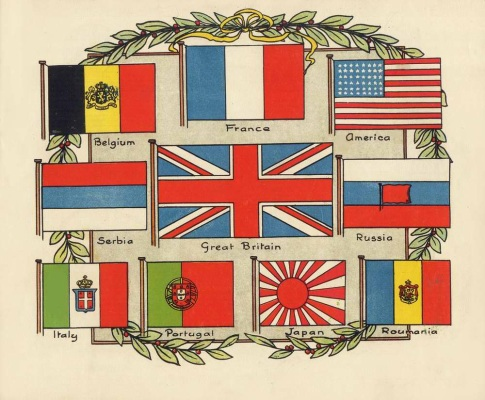 France
Belgium
America
Serbia
Great Britain
Russia
Italy
Portugal
Japan
Roumania